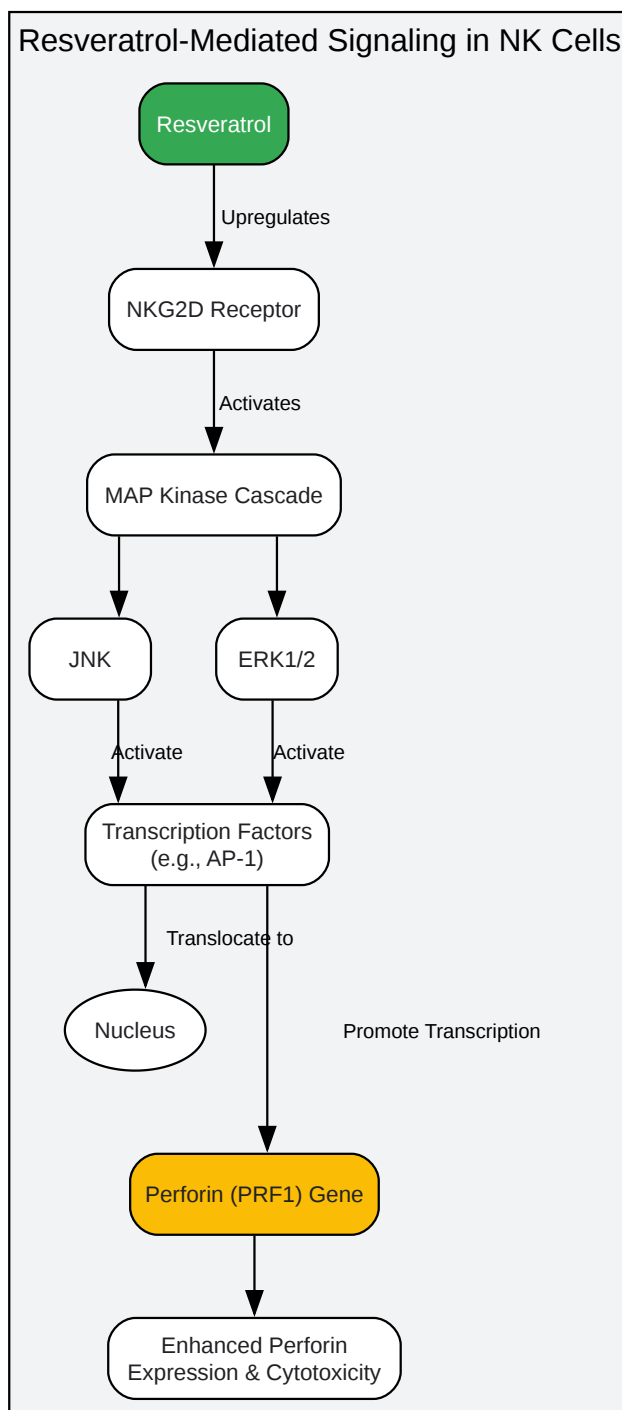 Resveratrol-Mediated Signaling in NK Cells
Resveratrol
Upregulates
NKG2D Receptor
Activates
MAP Kinase Cascade
JNK
ERK1/2
Activate
Activate
Transcription Factors
(e.g., AP-1)
Translocate to
Nucleus
Promote Transcription
Perforin (PRF1) Gene
Enhanced Perforin
Expression & Cytotoxicity